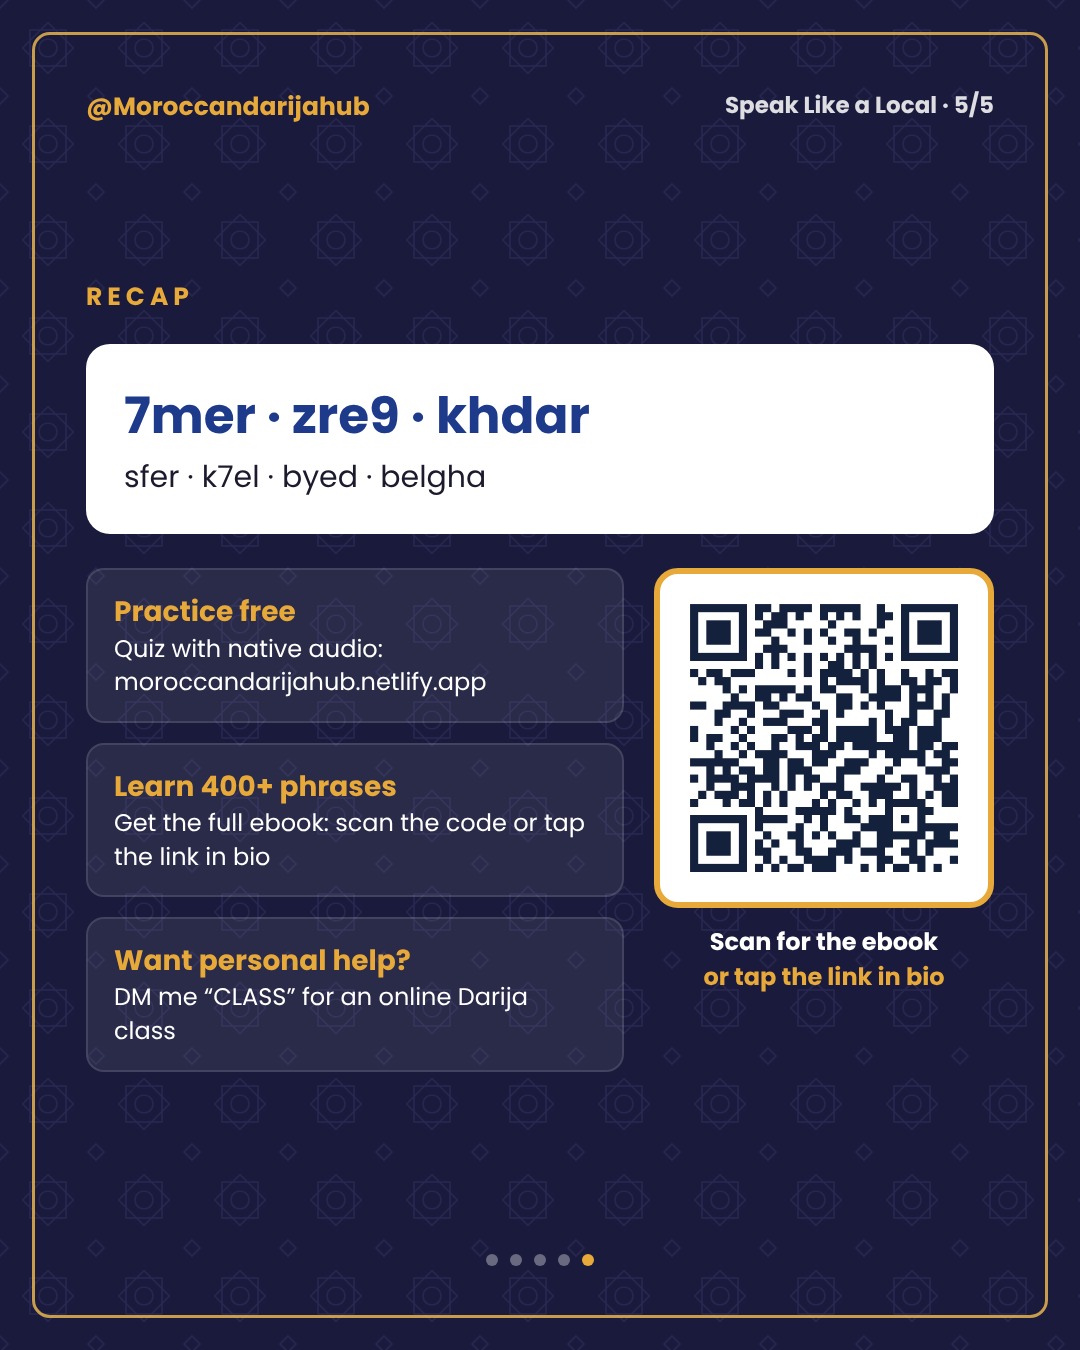 @Moroccandarijahub
Speak Like a Local · 5/5
RECAP
7mer · zre9 · khdar
sfer · k7el · byed · belgha
Practice free
Quiz with native audio:
moroccandarijahub.netlify.app
Learn 400+ phrases
Get the full ebook: scan the code or tap
the link in bio
Want personal help?
DM me “CLASS” for an online Darija
class
Scan for the ebook
or tap the link in bio